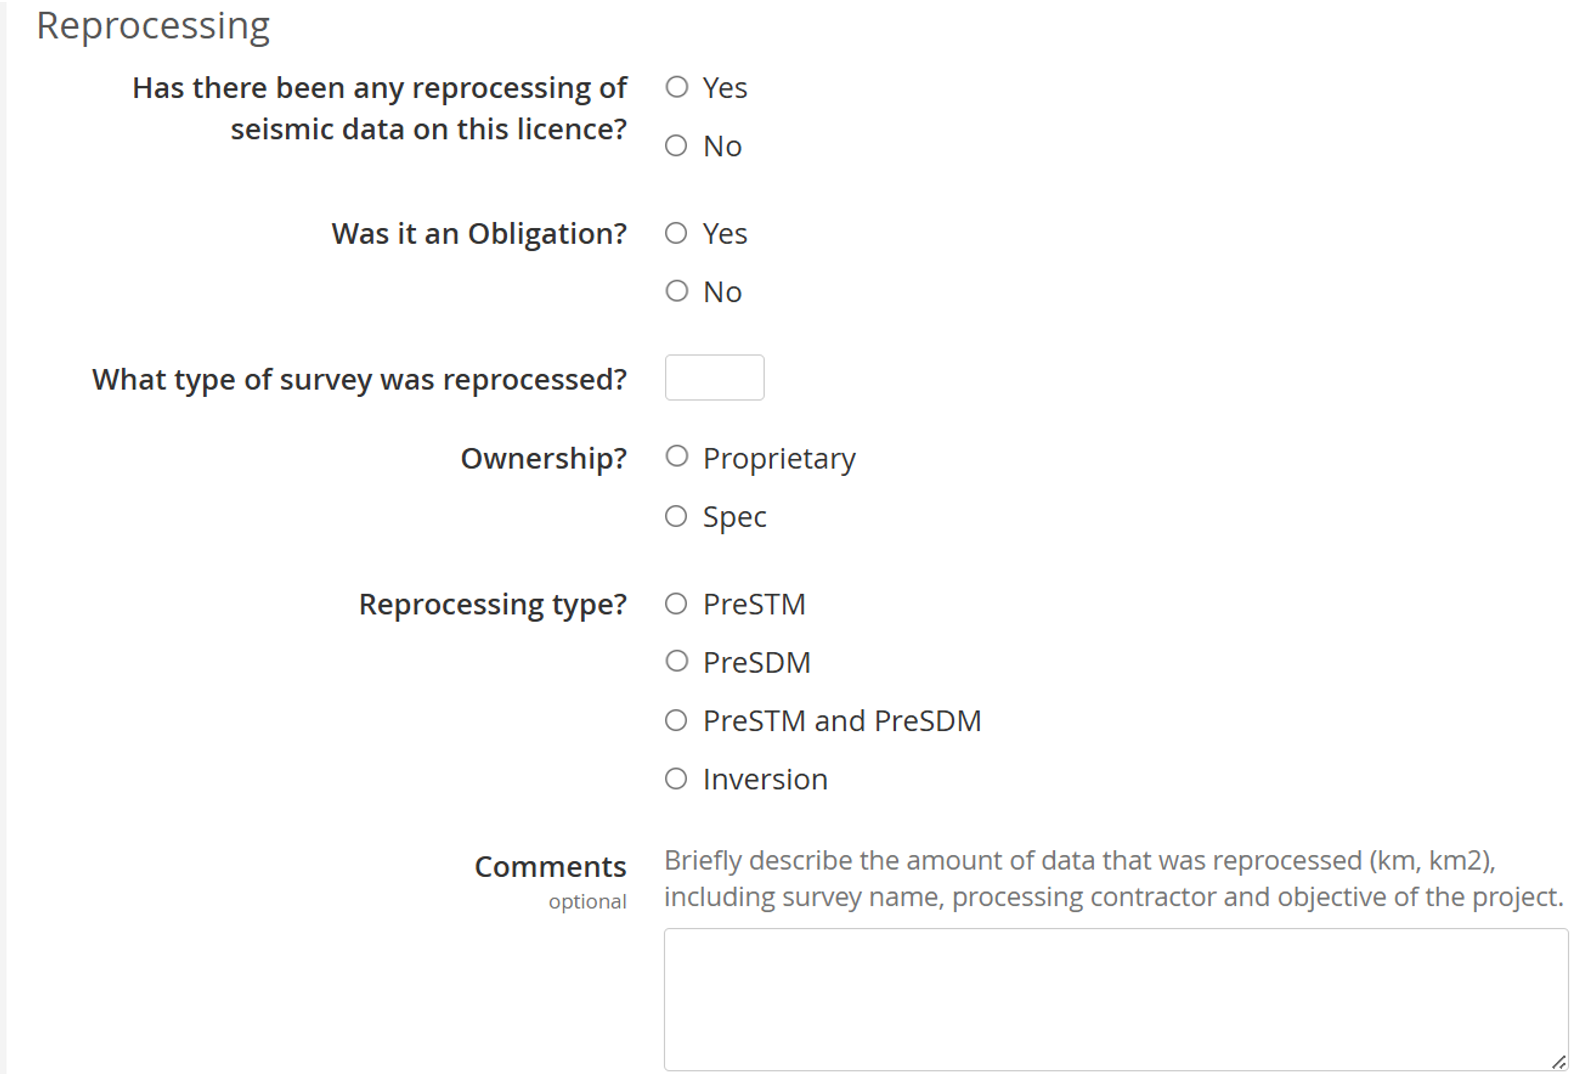 Reprocessing
Has there been any reprocessing of
seismic data on this licence?
Yes
No
Was it an Obligation?
Yes
No
What type of survey was reprocessed?
Ownership?
Proprietary
Spec
Reprocessing type?
PreSTM
PreSDM
PreSTM and PreSDM
Inversion
Comments
optional
Briefly describe the amount of data that was reprocessed (km, km2),
including survey name, processing contractor and objective of the project.